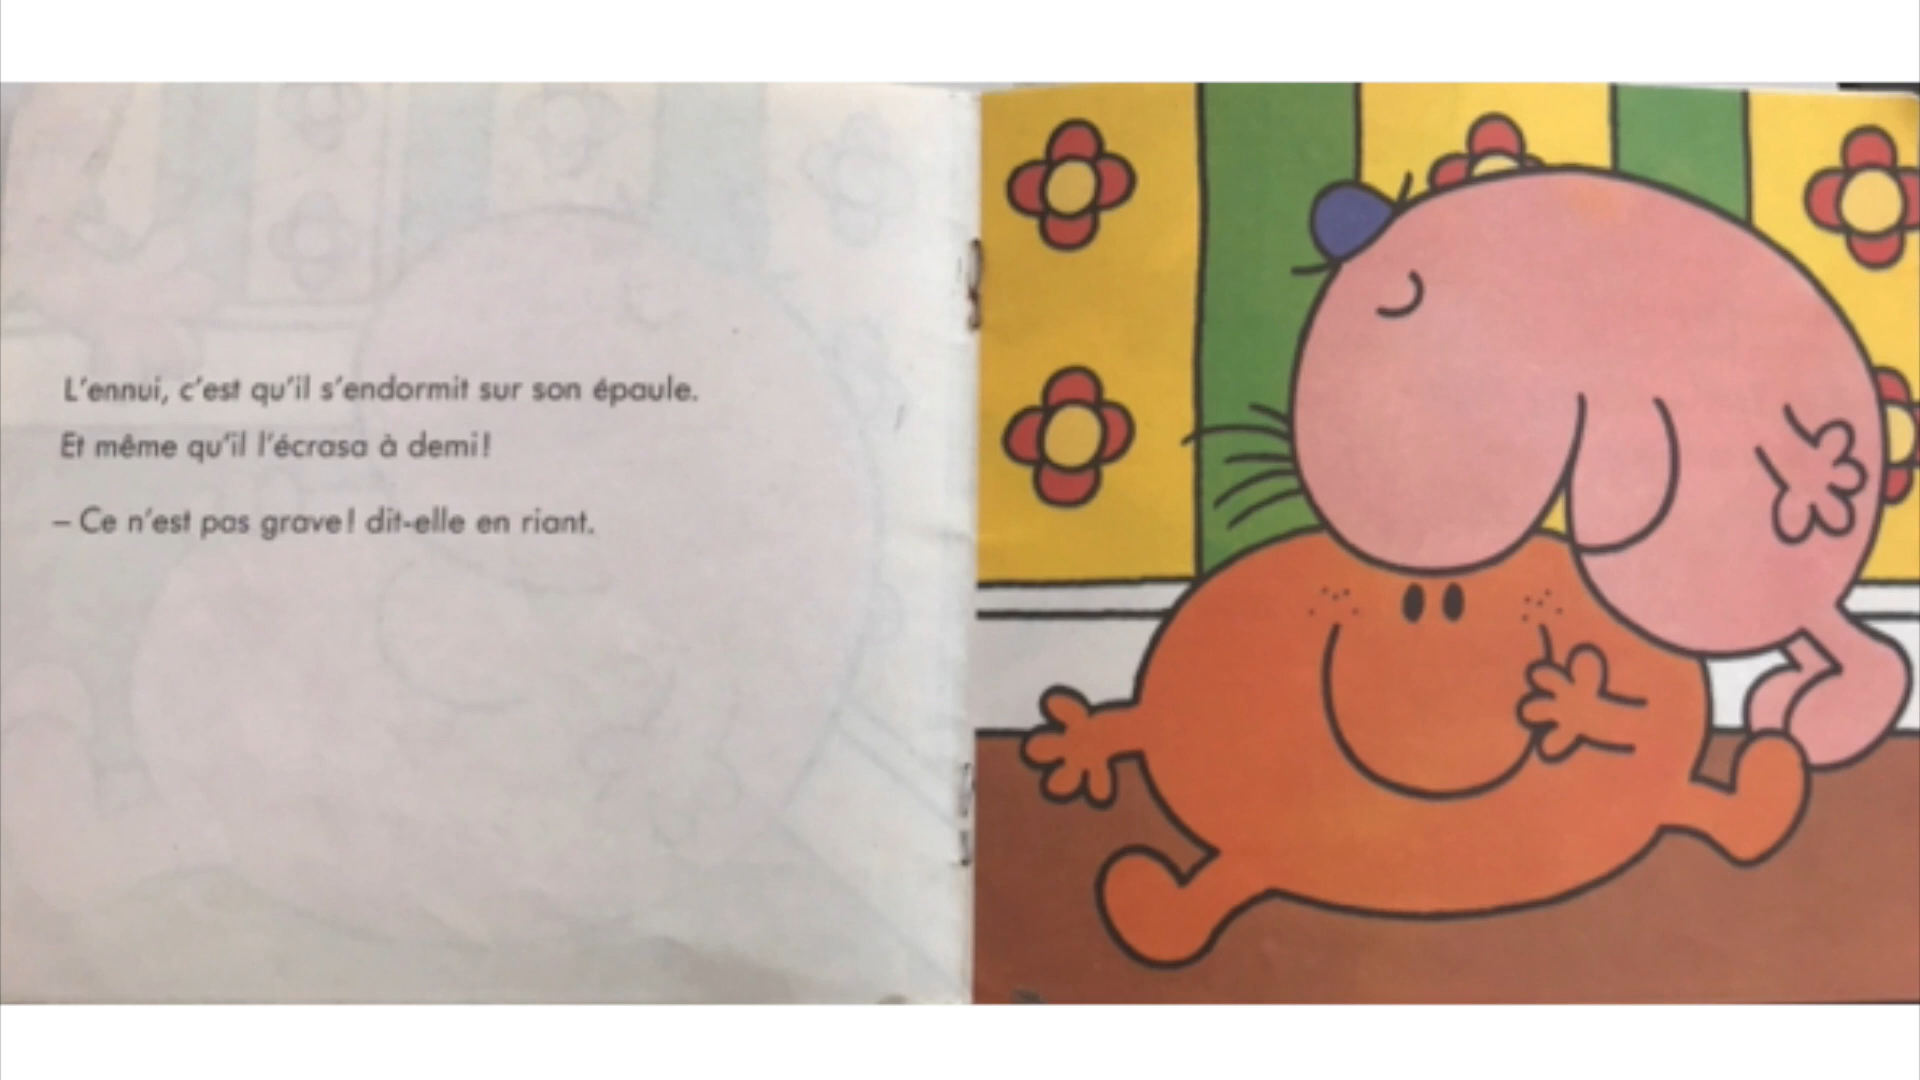 L'ennui, c'est qu'il s'endormit sur son épaule.
Et même qu'il l'écrasa à demi!
– Ce n'est pas grave! dit-elle en riant.